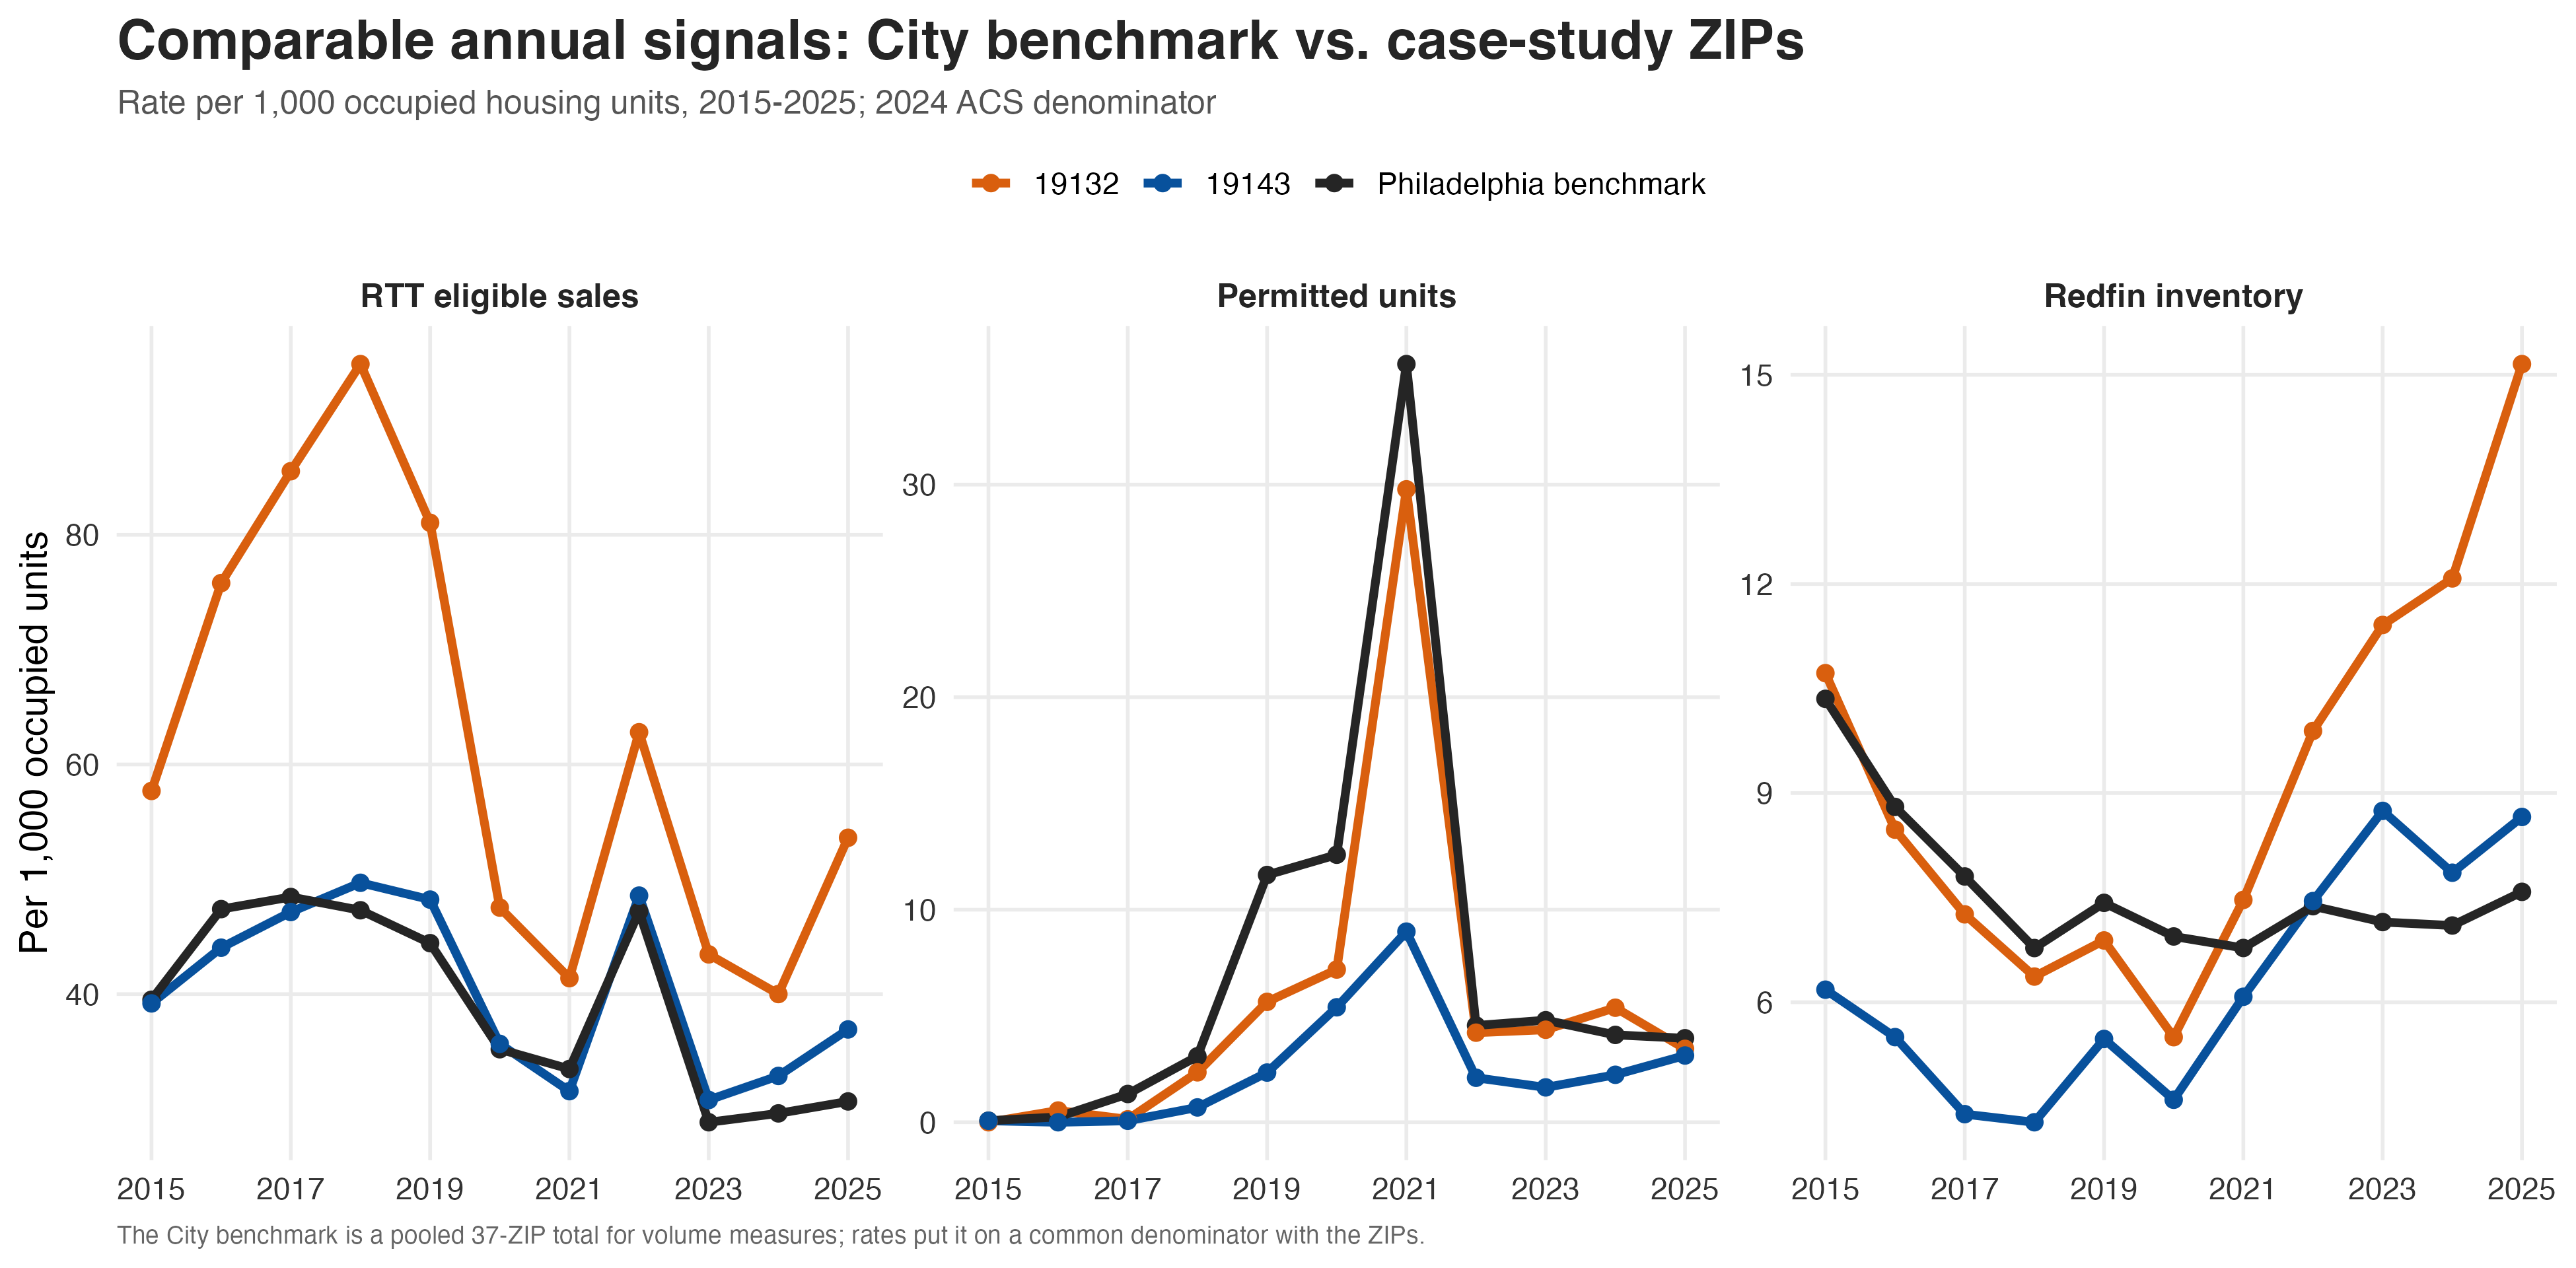 Comparable annual signals: City benchmark vs. case-study ZIPs
Rate per 1,000 occupied housing units, 2015-2025; 2024 ACS denominator
19132 19143 Philadelphia benchmark
RTT eligible sales
Permitted units
Redfin inventory
Per 1,000 occupied units
80
60
40
30
20
10
0
15
12
9
6
2015 2017 2019 2021 2023 2025
2015 2017 2019 2021 2023 2025
2015 2017 2019 2021 2023 2025
The City benchmark is a pooled 37-ZIP total for volume measures; rates put it on a common denominator with the ZIPs.